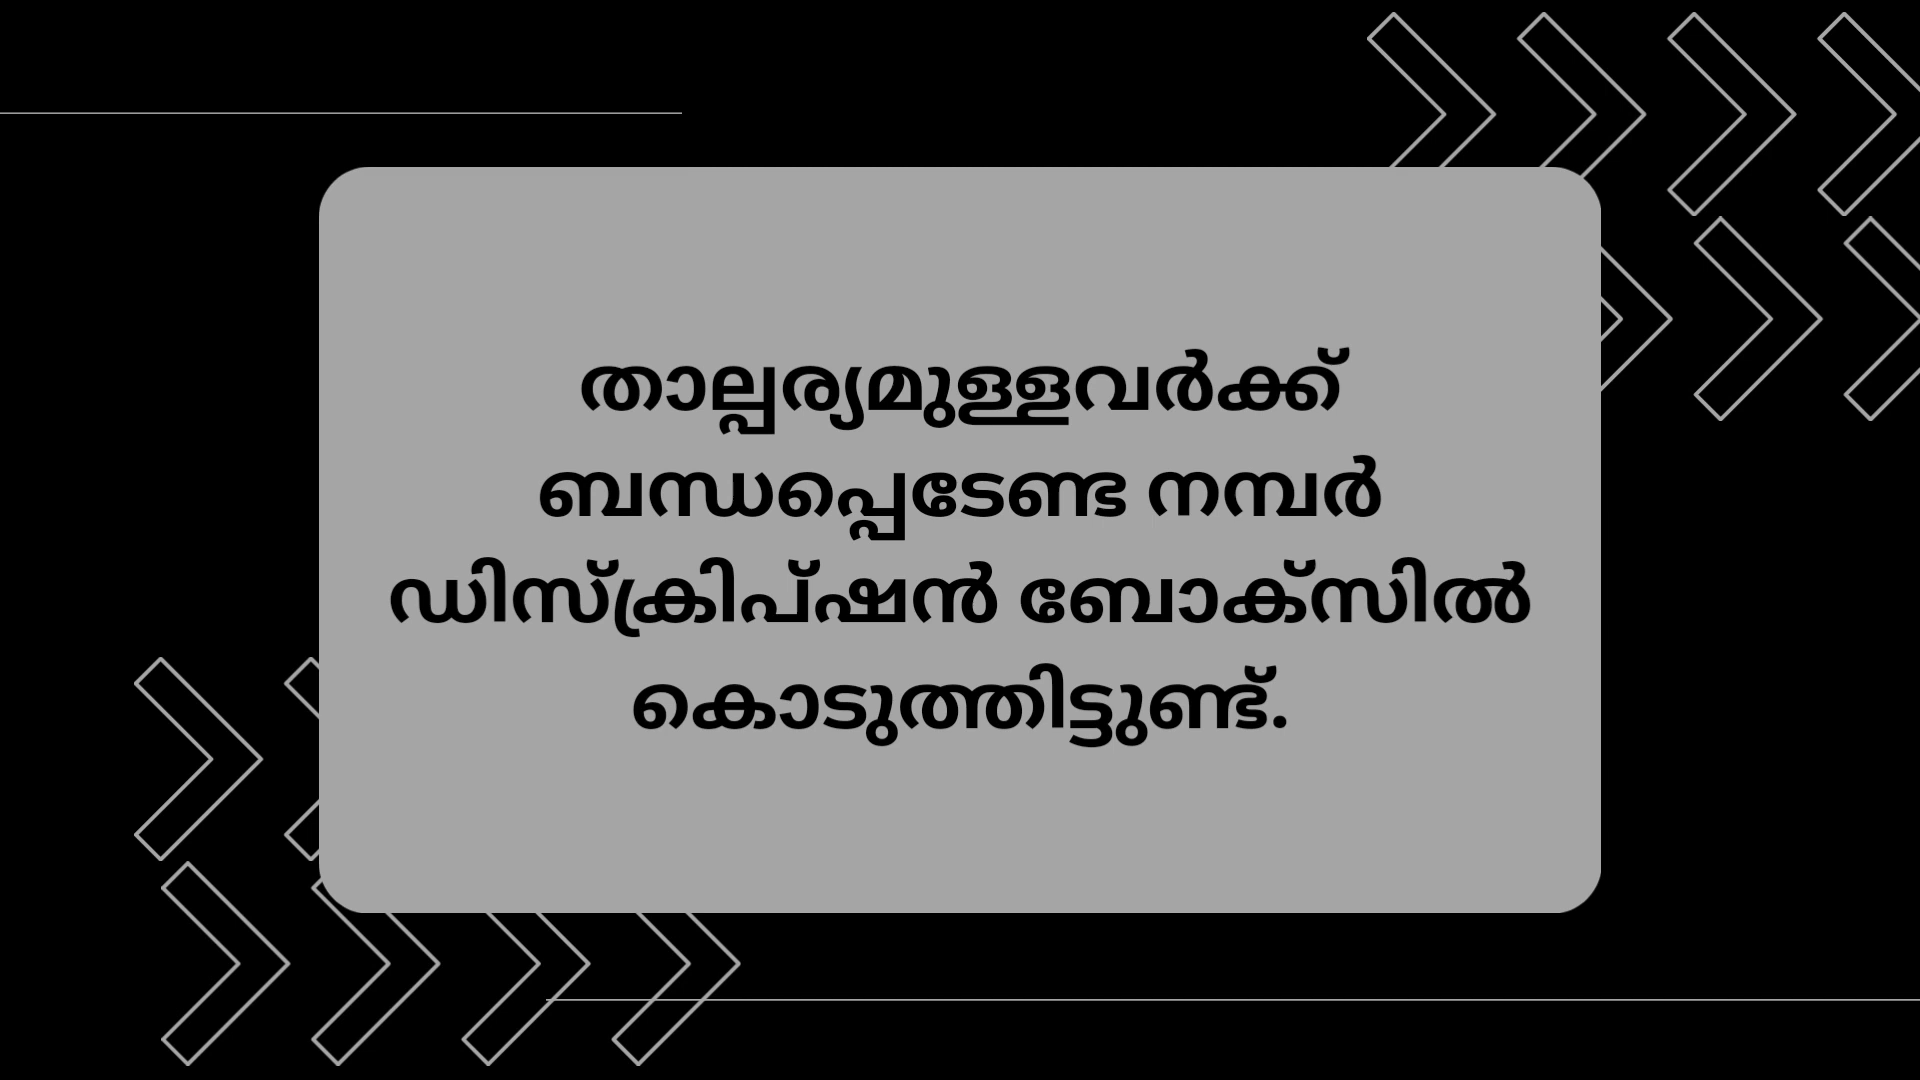 താല്പര്യമുള്ളവർക്ക്
ബന്ധപ്പെടേണ്ട നമ്പർ
ഡിസ്ക്രിപ്ഷൻ ബോക്സിൽ
കൊടുത്തിട്ടുണ്ട്.